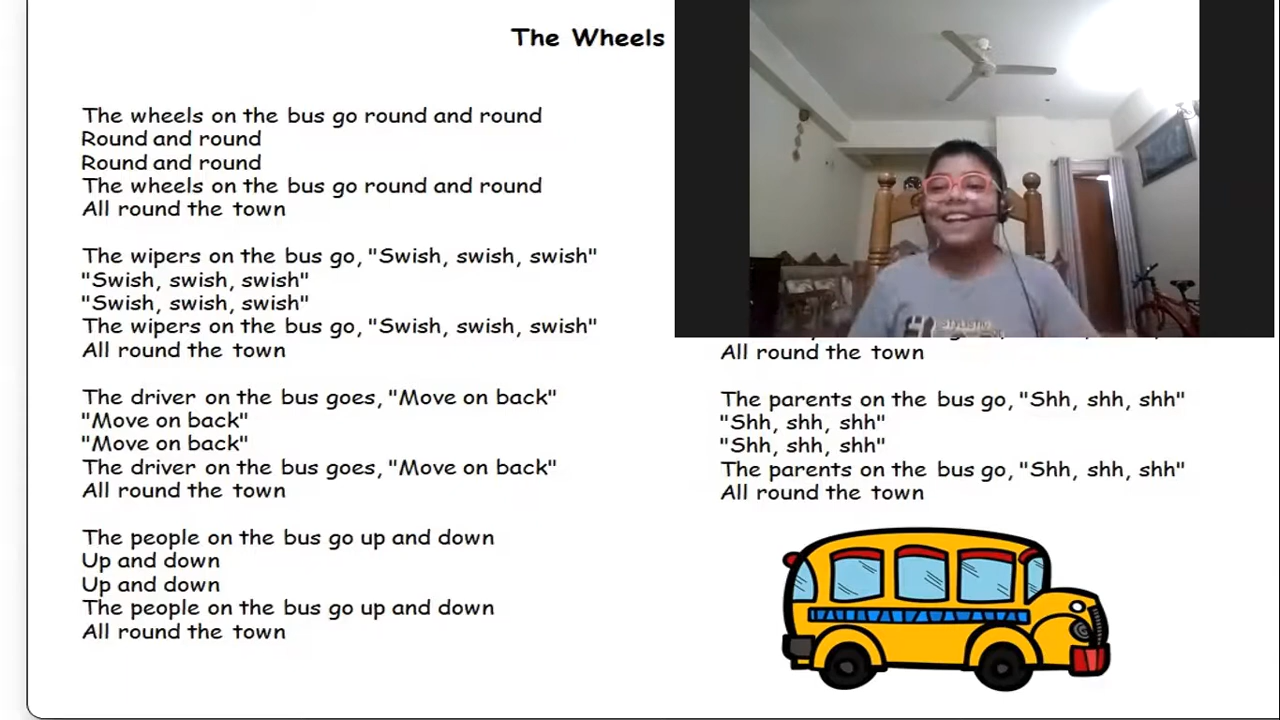 The Wheels
The wheels on the bus go round and round
Round and round
Round and round
The wheels on the bus go round and round
All round the town
The wipers on the bus go, "Swish, swish, swish"
"Swish, swish, swish"
"Swish, swish, swish"
The wipers on the bus go, "Swish, swish, swish"
All round the town
The driver on the bus goes, "Move on back"
"Move on back"
"Move on back"
The driver on the bus goes, "Move on back"
All round the town
The people on the bus go up and down
Up and down
Up and down
The people on the bus go up and down
All round the town
STYLISTIC
All round the town
The parents on the bus go, "Shh, shh, shh"
"Shh, shh, shh"
"Shh, shh, shh"
The parents on the bus go, "Shh, shh, shh"
All round the town